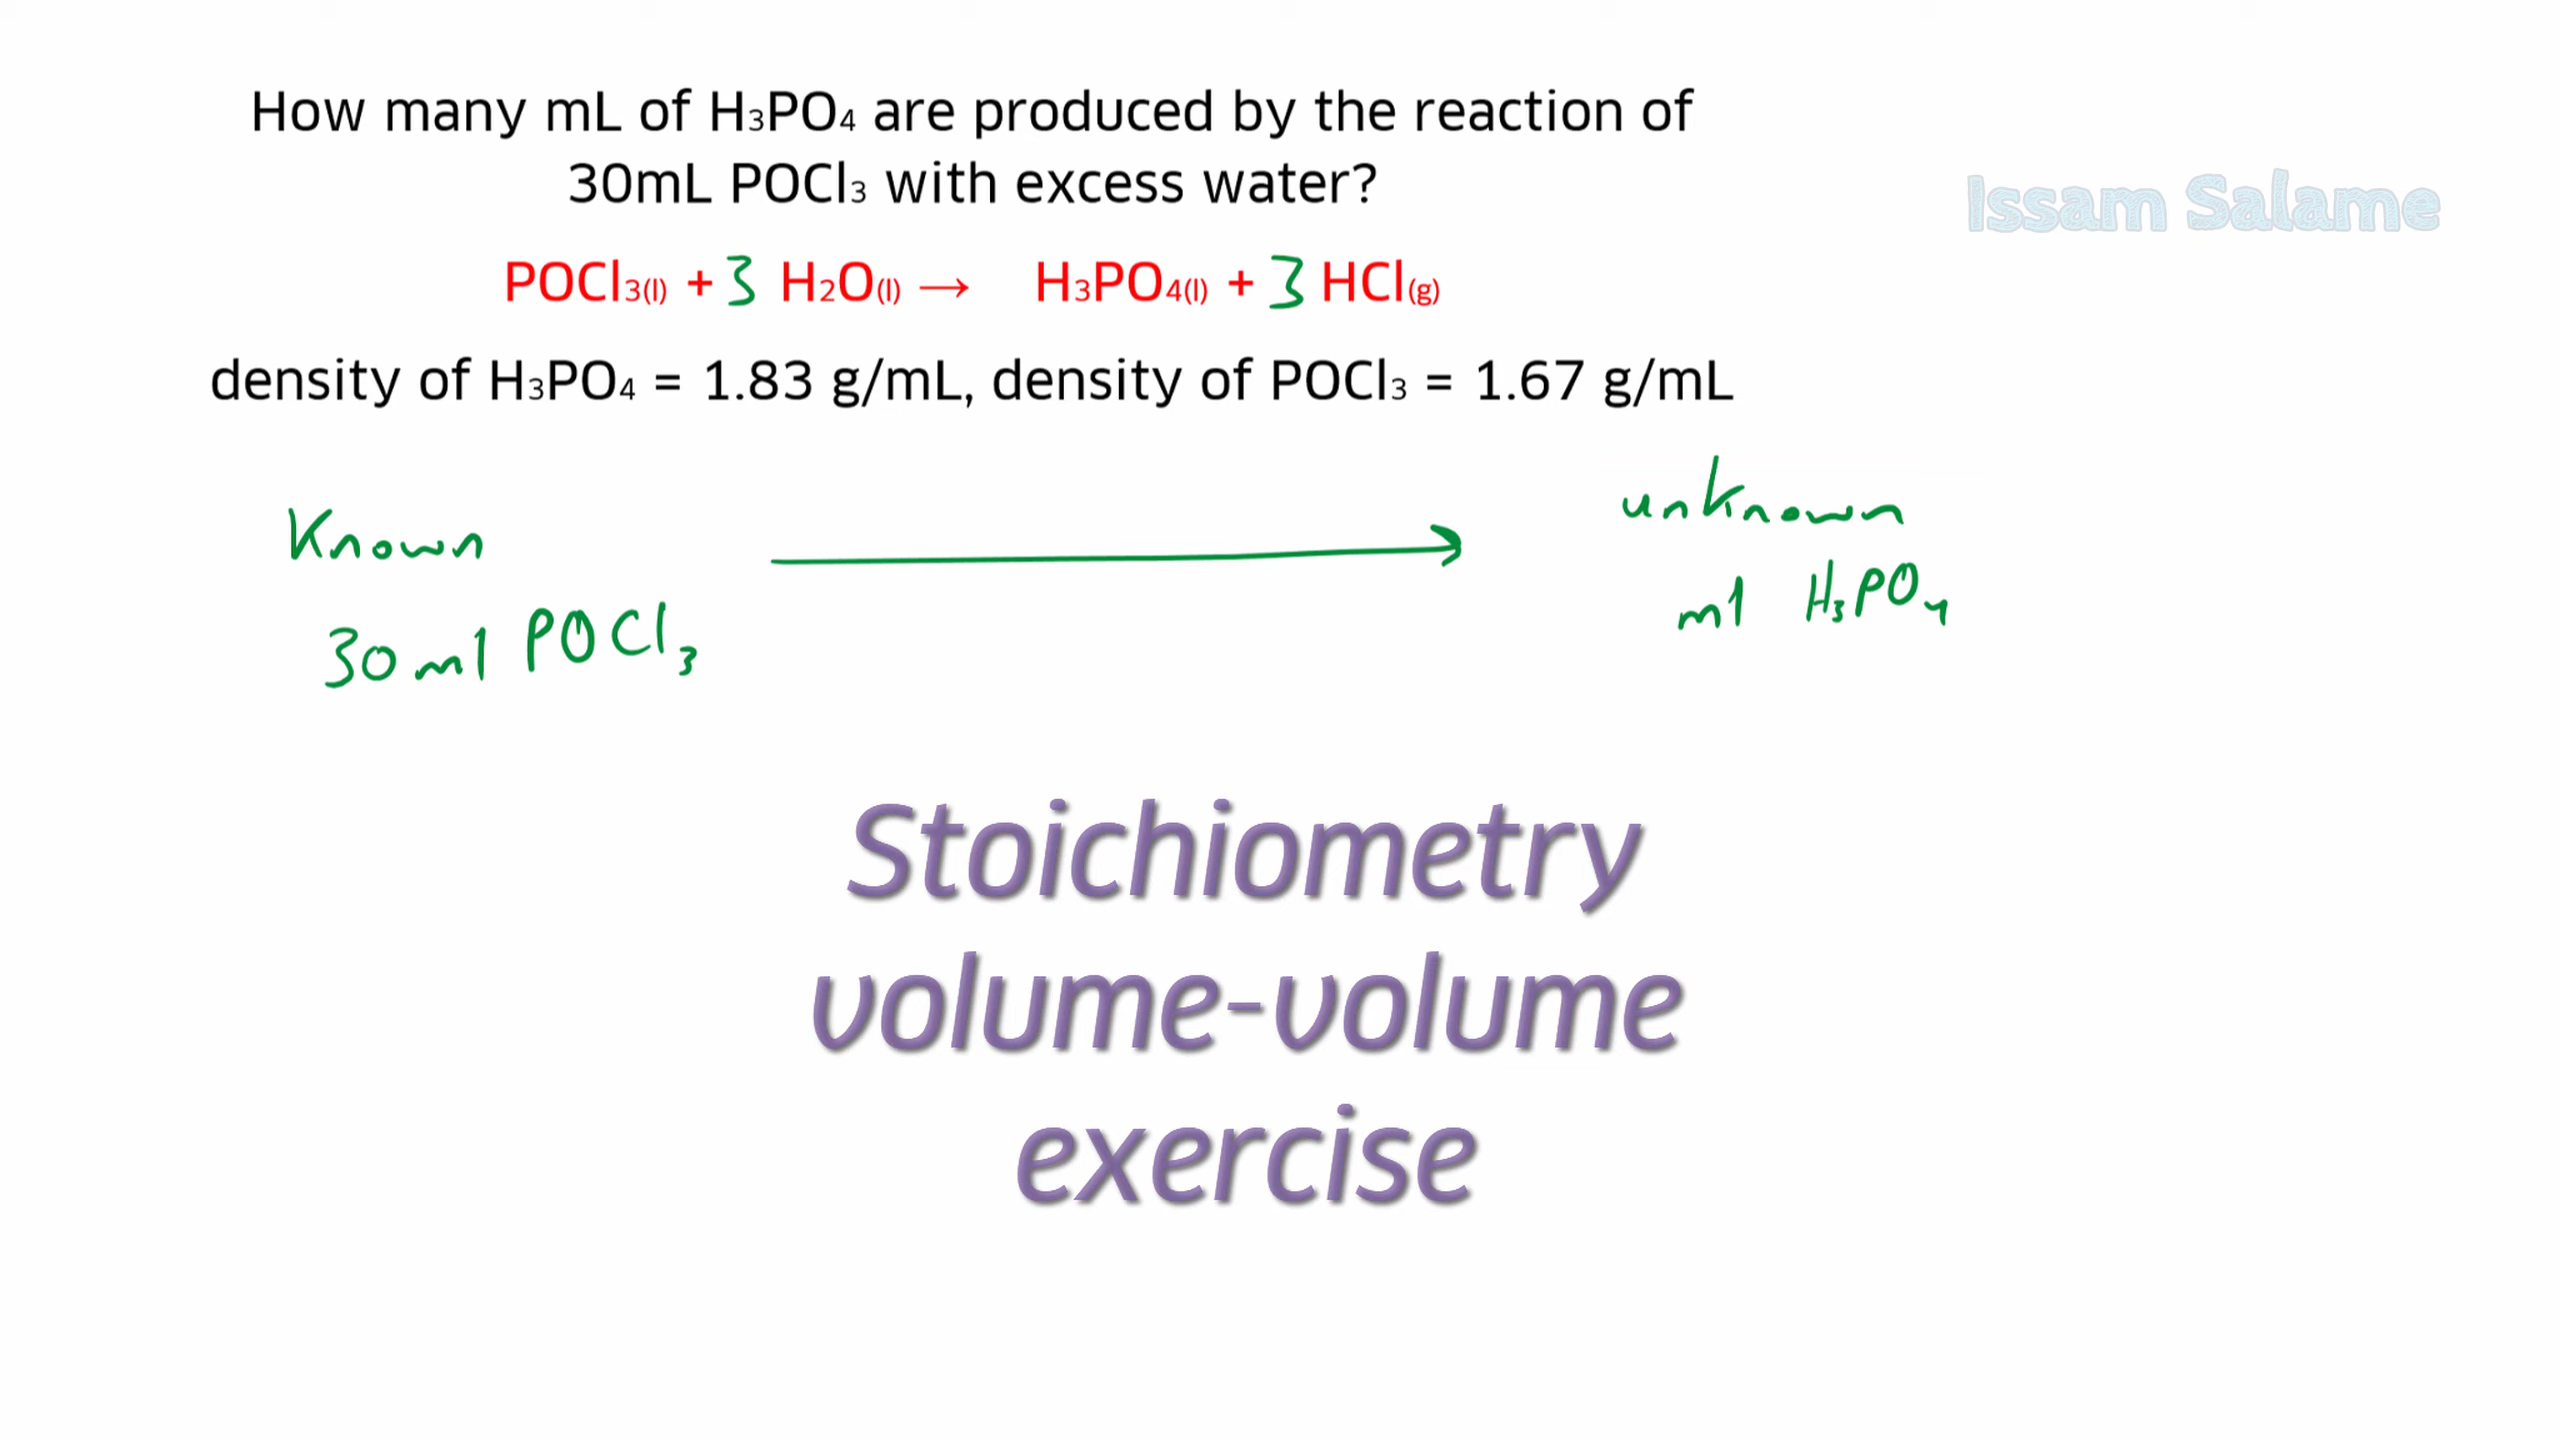 How many mL of H₃PO₄ are produced by the reaction of
30mL POCl₃ with excess water?
Issam Salame
POCl₃(l) + 3 H₂O(l) → H₃PO₄(l) + 3 HCl(g)
density of H₃PO₄ = 1.83 g/mL, density of POCl₃ = 1.67 g/mL
Known
unknown
30 ml POCl₃
ml H₃PO₄
Stoichiometry
volume-volume
exercise